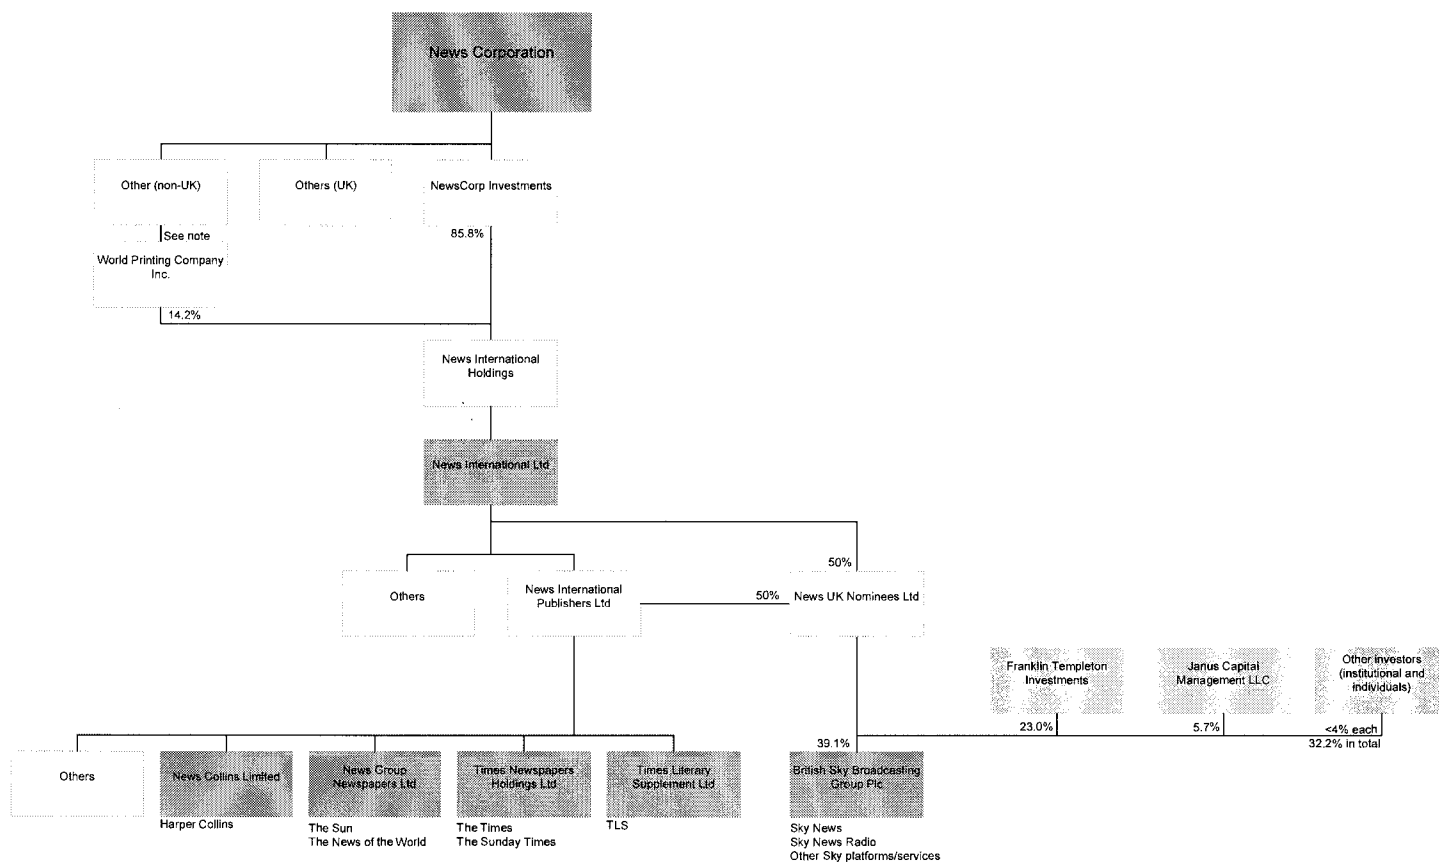 News Corporation
Other (non-UK)
Others (UK)
NewsCorp Investments
See note
85.8%
World Printing Company
Inc.
14.2%
News International
Holdings
News International Ltd
50%
Others
News International
Publishers Ltd
50%
News UK Nominees Ltd
Franklin Templeton
Investments
Janus Capital
Management LLC
Other investors
(institutional and
individuals)
23.0%
5.7%
<4% each
39.1%
32.2% in total
Others
News Collins Limited
News Group
Newspapers Ltd
Times Newspapers
Holdings Ltd
Times Literary
Supplement Ltd
British Sky Broadcasting
Group Plc
Harper Collins
The Sun
The News of the World
The Times
The Sunday Times
TLS
Sky News
Sky News Radio
Other Sky platforms/services